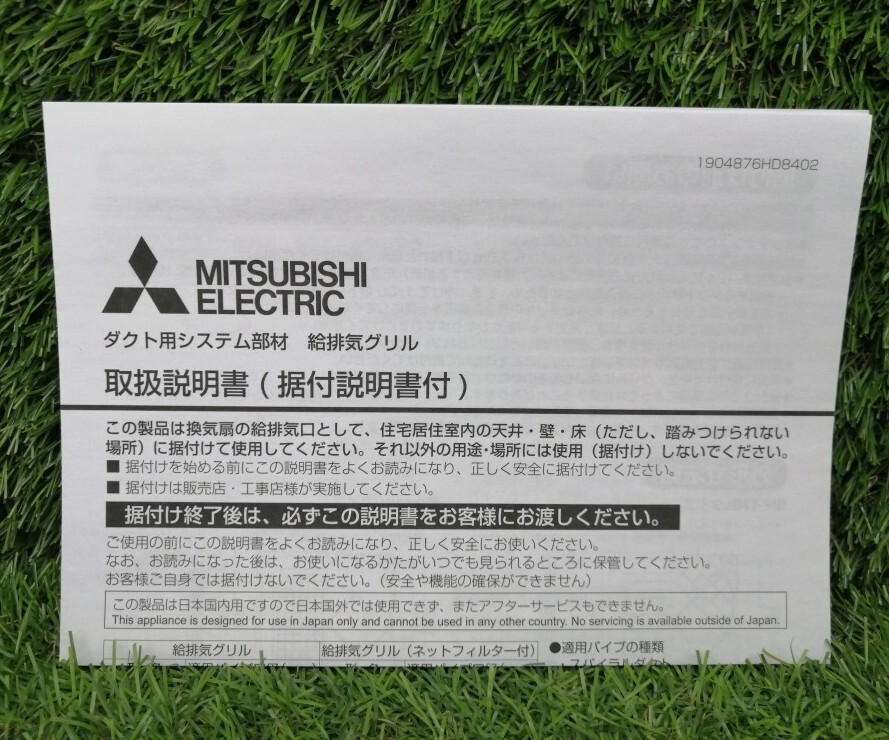 1904876HD8402
MITSUBISHI
ELECTRIC
ダクト用システム部材　給排気グリル
取扱説明書(据付説明書付)
この製品は換気扇の給排気口として、住宅居住室内の天井・壁・床（ただし、踏みつけられない
場所）に据付けて使用してください。それ以外の用途・場所には使用（据付け）しないでください。
■ 据付けを始める前にこの説明書をよくお読みになり、正しく安全に据付けてください。
■ 据付けは販売店・工事店様が実施してください。
据付け終了後は、必ずこの説明書をお客様にお渡しください。
ご使用の前にこの説明書をよくお読みになり、正しく安全にお使いください。
なお、お読みになった後は、お使いになるかたがいつでも見られるところに保管してください。
お客様ご自身では据付けないでください。（安全や機能の確保ができません）
この製品は日本国内用ですので日本国外では使用できず、またアフターサービスもできません。
This appliance is designed for use in Japan only and cannot be used in any other country. No servicing is available outside of Japan.
給排気グリル　給排気グリル（ネットフィルター付）　●適用パイプの種類